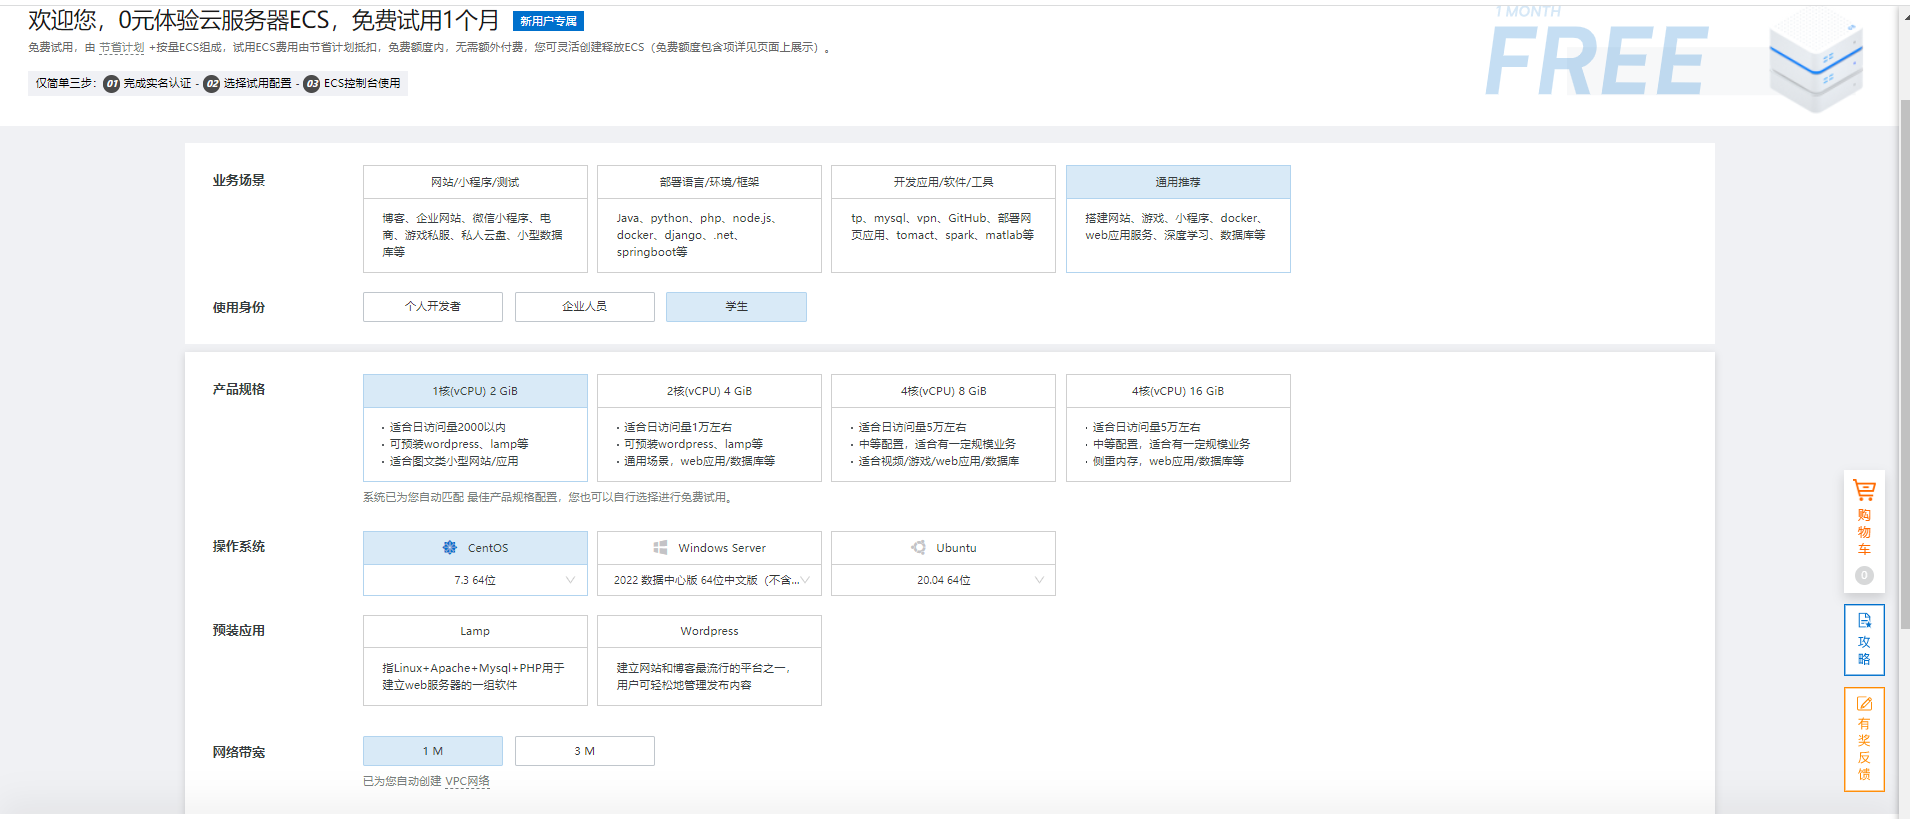 欢迎您，0元体验云服务器ECS，免费试用1个月 新用户专属
1 MONTH
FREE
免费试用，由 节省计划 +按量ECS组成，试用ECS费用由节省计划抵扣，免费额度内，无需额外付费，您可灵活创建释放ECS（免费额度包含项详见页面上展示）。
仅简单三步： 01 完成实名认证 - 02 选择试用配置 - 03 ECS控制台使用
业务场景
网站/小程序/测试
博客、企业网站、微信小程序、电
商、游戏私服、私人云盘、小型数据
库等
部署语言/环境/框架
Java、python、php、node.js、
docker、django、.net、
springboot等
开发应用/软件/工具
tp、mysql、vpn、GitHub、部署网
页应用、tomact、spark、matlab等
通用推荐
搭建网站、游戏、小程序、docker、
web应用服务、深度学习、数据库等
使用身份
个人开发者
企业人员
学生
产品规格
1核(vCPU) 2 GiB
· 适合日访问量2000以内
· 可预装wordpress、lamp等
· 适合图文类小型网站/应用
2核(vCPU) 4 GiB
· 适合日访问量1万左右
· 可预装wordpress、lamp等
· 通用场景，web应用/数据库等
4核(vCPU) 8 GiB
· 适合日访问量5万左右
· 中等配置，适合有一定规模业务
· 适合视频/游戏/web应用/数据库
4核(vCPU) 16 GiB
· 适合日访问量5万左右
· 中等配置，适合有一定规模业务
· 侧重内存，web应用/数据库等
系统已为您自动匹配 最佳产品规格配置，您也可以自行选择进行免费试用。
操作系统
CentOS
7.3 64位
Windows Server
2022 数据中心版 64位中文版（不含...
Ubuntu
20.04 64位
预装应用
Lamp
指Linux+Apache+Mysql+PHP用于
建立web服务器的一组软件
Wordpress
建立网站和博客最流行的平台之一，
用户可轻松地管理发布内容
网络带宽
1 M
3 M
已为您自动创建 VPC网络
购
物
车
0
攻
略
有
奖
反
馈